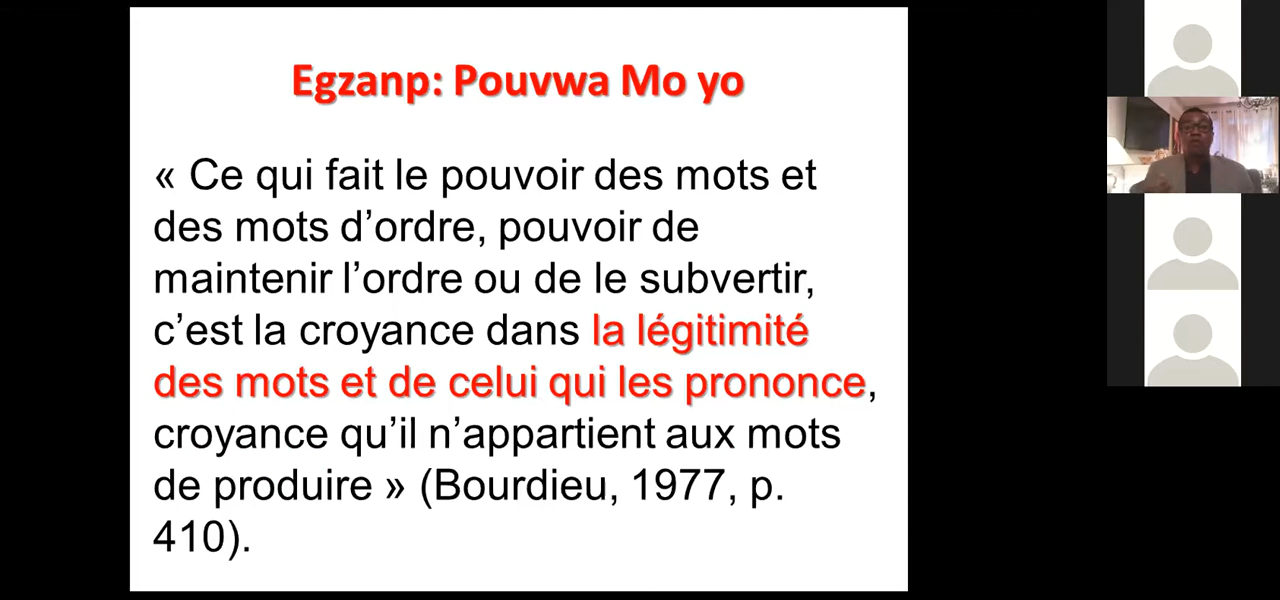 Egzanp: Pouvwa Mo yo
« Ce qui fait le pouvoir des mots et
des mots d’ordre, pouvoir de
maintenir l’ordre ou de le subvertir,
c’est la croyance dans la légitimité
des mots et de celui qui les prononce,
croyance qu’il n’appartient aux mots
de produire » (Bourdieu, 1977, p.
410).